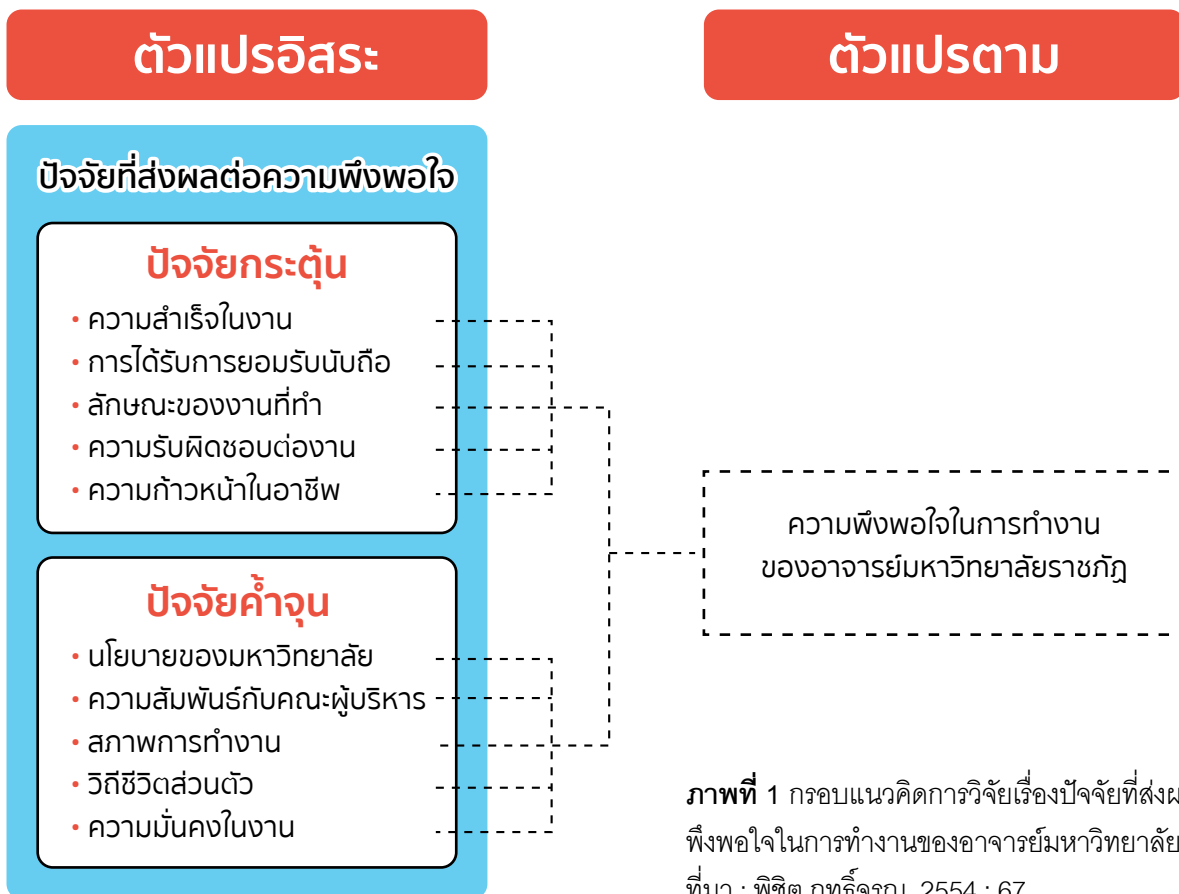 ตัวแปรอิสระ
ตัวแปรตาม
ปัจจัยที่ส่งผลต่อความพึงพอใจ
ปัจจัยกระตุ้น
• ความสำเร็จในงาน
• การได้รับการยอมรับนับถือ
• ลักษณะของงานที่ทำ
• ความรับผิดชอบต่องาน
• ความก้าวหน้าในอาชีพ
ปัจจัยค้ำจุน
• นโยบายของมหาวิทยาลัย
• ความสัมพันธ์กับคณะผู้บริหาร
• สภาพการทำงาน
• วิถีชีวิตส่วนตัว
• ความมั่นคงในงาน
ความพึงพอใจในการทำงาน
ของอาจารย์มหาวิทยาลัยราชภัฏ
ภาพที่ 1 กรอบแนวคิดการวิจัยเรื่องปัจจัยที่ส่งผ
พึงพอใจในการทำงานของอาจารย์มหาวิทยาลัย
ที่มา : พิชิต ฤทธิ์จรูญ, 2554 : 67